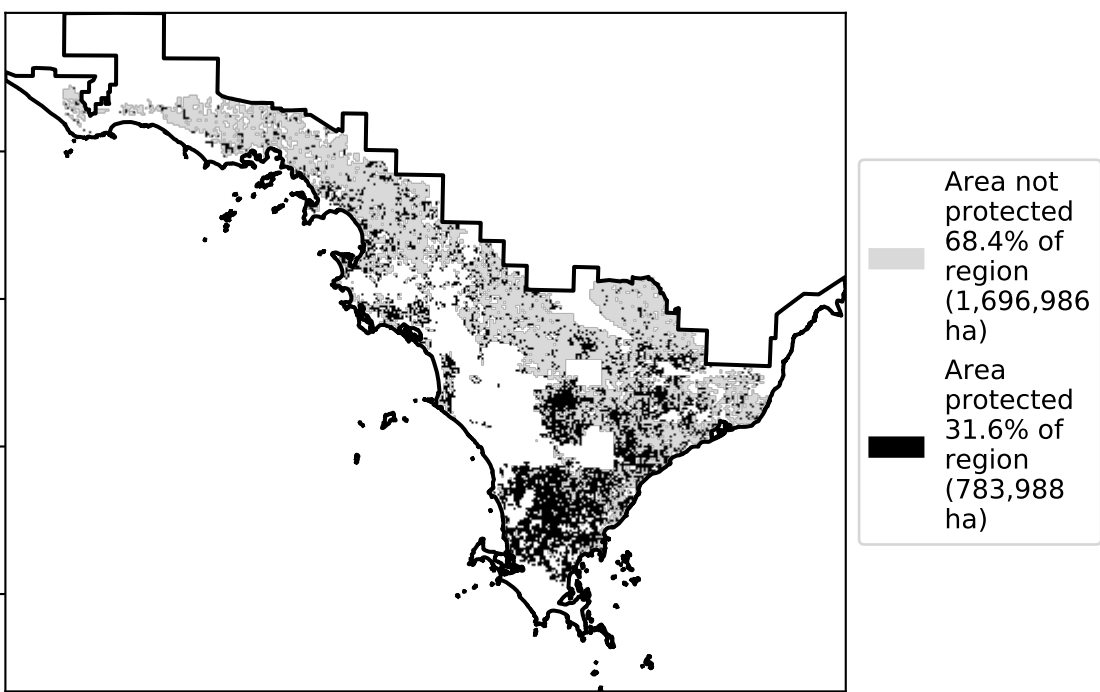 Area not
protected
68.4% of
region
(1,696,986
ha)
Area
protected
31.6% of
region
(783,988
ha)